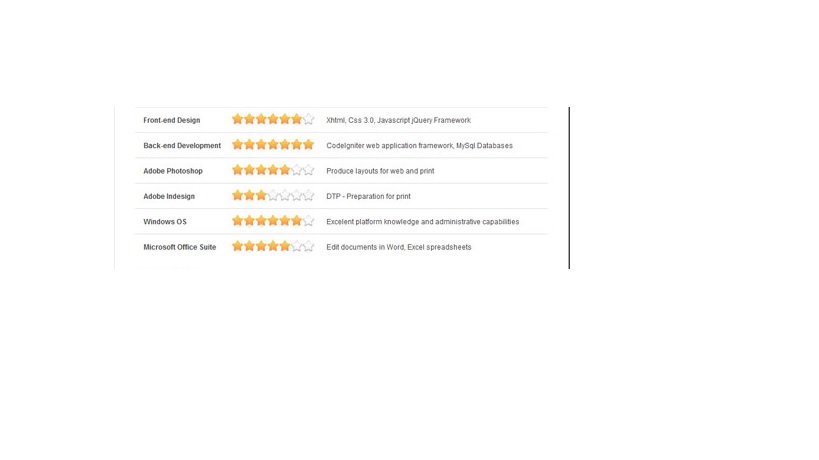 Front-end Design Xhtml, Css 3.0, Javascript jQuery Framework
Back-end Development CodeIgniter web application framework, MySql Databases
Adobe Photoshop Produce layouts for web and print
Adobe Indesign DTP - Preparation for print
Windows OS Excelent platform knowledge and administrative capabilities
Microsoft Office Suite Edit documents in Word, Excel spreadsheets